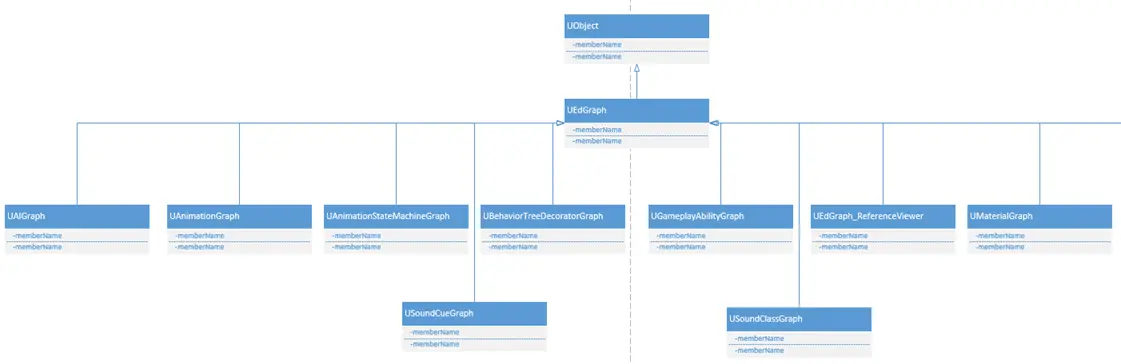 UObject
-memberName
-memberName
UEdGraph
-memberName
-memberName
UAIGraph
-memberName
-memberName
UAnimationGraph
-memberName
-memberName
UAnimationStateMachineGraph
-memberName
-memberName
UBehaviorTreeDecoratorGraph
-memberName
-memberName
UGameplayAbilityGraph
-memberName
-memberName
UEdGraph_ReferenceViewer
-memberName
-memberName
UMaterialGraph
-memberName
-memberName
USoundCueGraph
-memberName
-memberName
USoundClassGraph
-memberName
-memberName